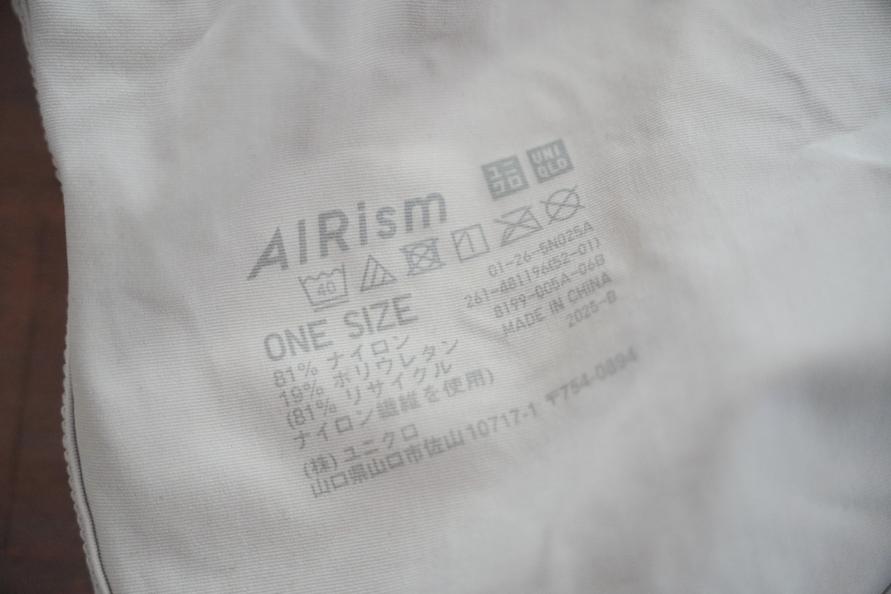 ユニクロ
UNIQLO
AIRism
40
1
01-26-5N025A
261-481196(52-01)
8199-005A-06B
MADE IN CHINA
2025-8
ONE SIZE
81% ナイロン
19% ポリウレタン
(81% リサイクル
ナイロン繊維を使用)
(株) ユニクロ
山口県山口市佐山10717-1 〒754-0894